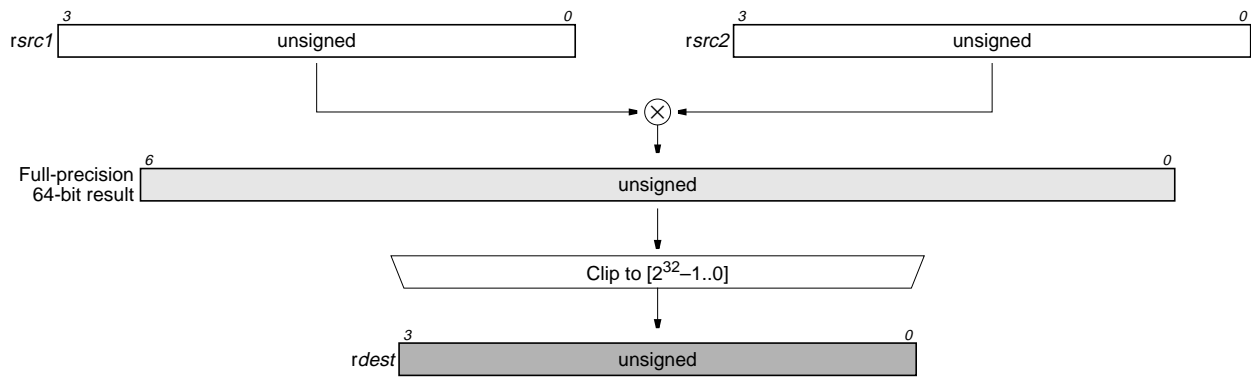 3 0 3 0
rsrc1 unsigned rsrc2 unsigned
6 0
Full-precision
64-bit result
unsigned
Clip to [2³²–1..0]
3 0
rdest unsigned